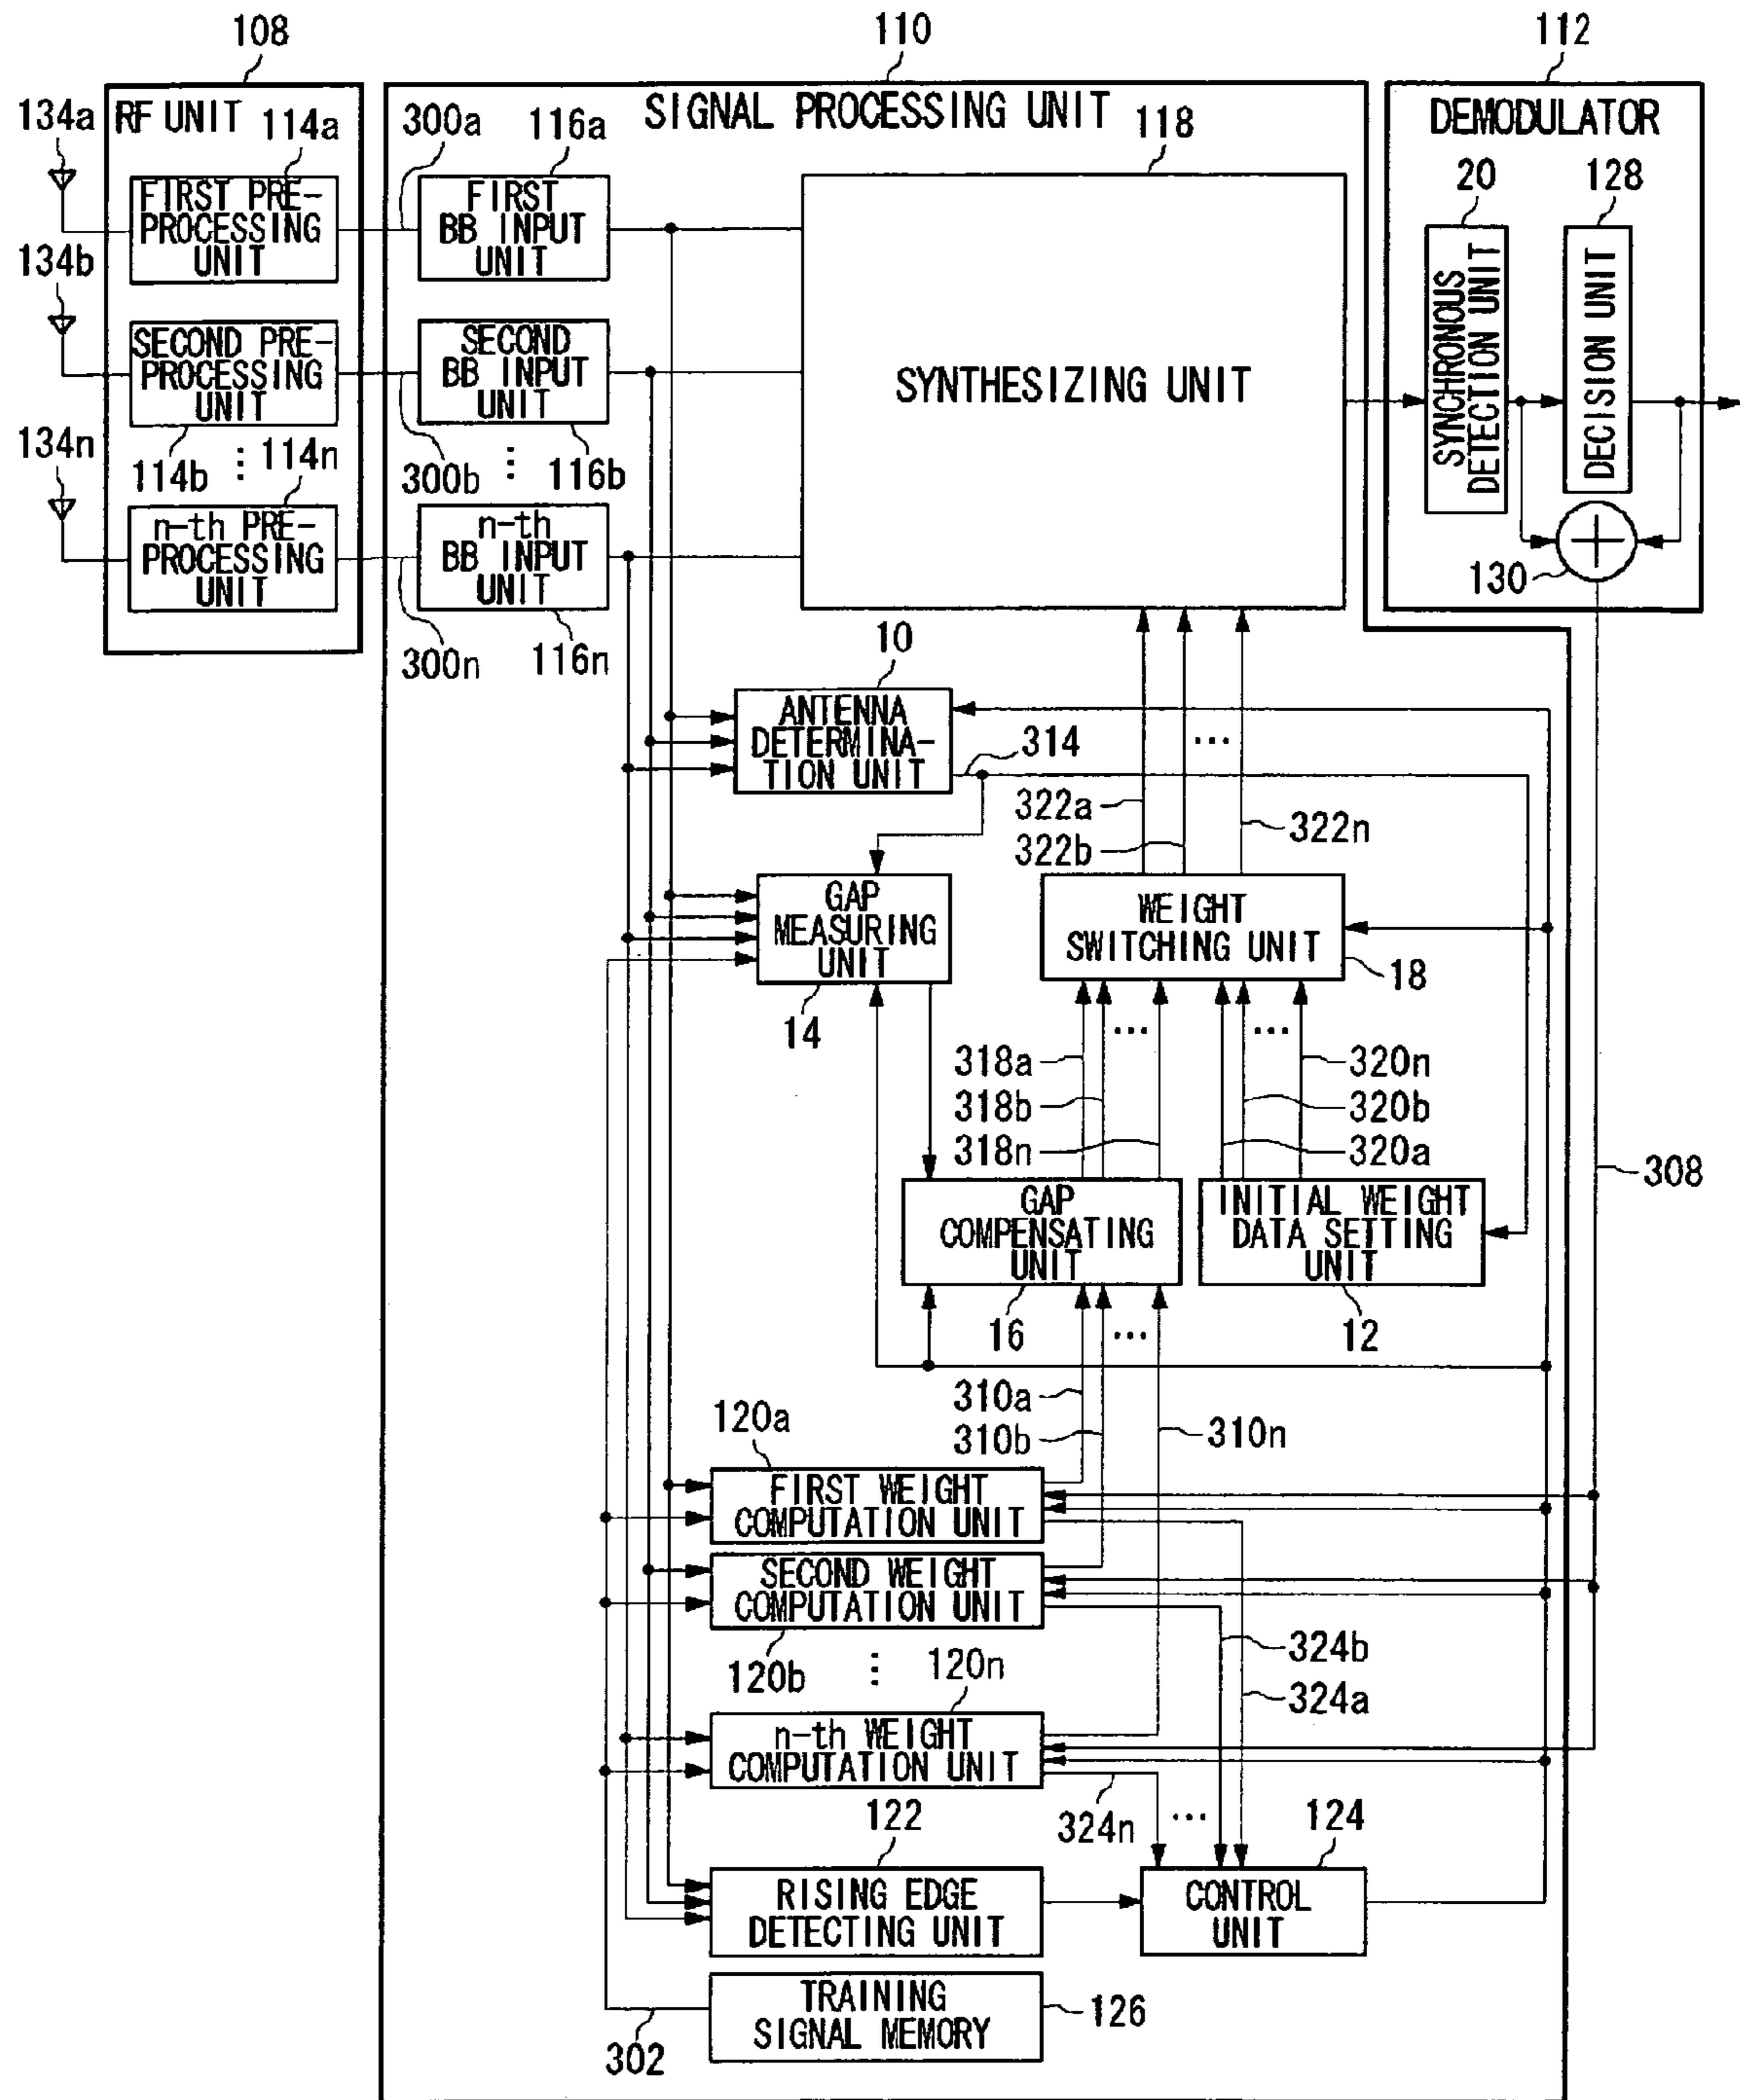 108
110
112
134a
RF UNIT
114a
300a
116a
SIGNAL PROCESSING UNIT
118
DEMODULATOR
FIRST PRE-
PROCESSING
UNIT
FIRST
BB INPUT
UNIT
20
128
134b
SECOND PRE-
PROCESSING
UNIT
SECOND
BB INPUT
UNIT
SYNTHESIZING UNIT
SYNCHRONOUS
DETECTION UNIT
DECISION UNIT
134n
114b
⋮
114n
300b
⋮
116b
n-th PRE-
PROCESSING
UNIT
n-th
BB INPUT
UNIT
130
300n
116n
10
ANTENNA
DETERMINA-
TION UNIT
...
314
322a
322b
322n
GAP
MEASURING
UNIT
WEIGHT
SWITCHING UNIT
14
18
...
...
318a
318b
318n
320n
320b
320a
308
GAP
COMPENSATING
UNIT
INITIAL WEIGHT
DATA SETTING
UNIT
16
...
12
310a
310b
310n
120a
FIRST WEIGHT
COMPUTATION UNIT
SECOND WEIGHT
COMPUTATION UNIT
120b
⋮
120n
324b
324a
n-th WEIGHT
COMPUTATION UNIT
122
324n
...
124
RISING EDGE
DETECTING UNIT
CONTROL
UNIT
TRAINING
SIGNAL MEMORY
126
302